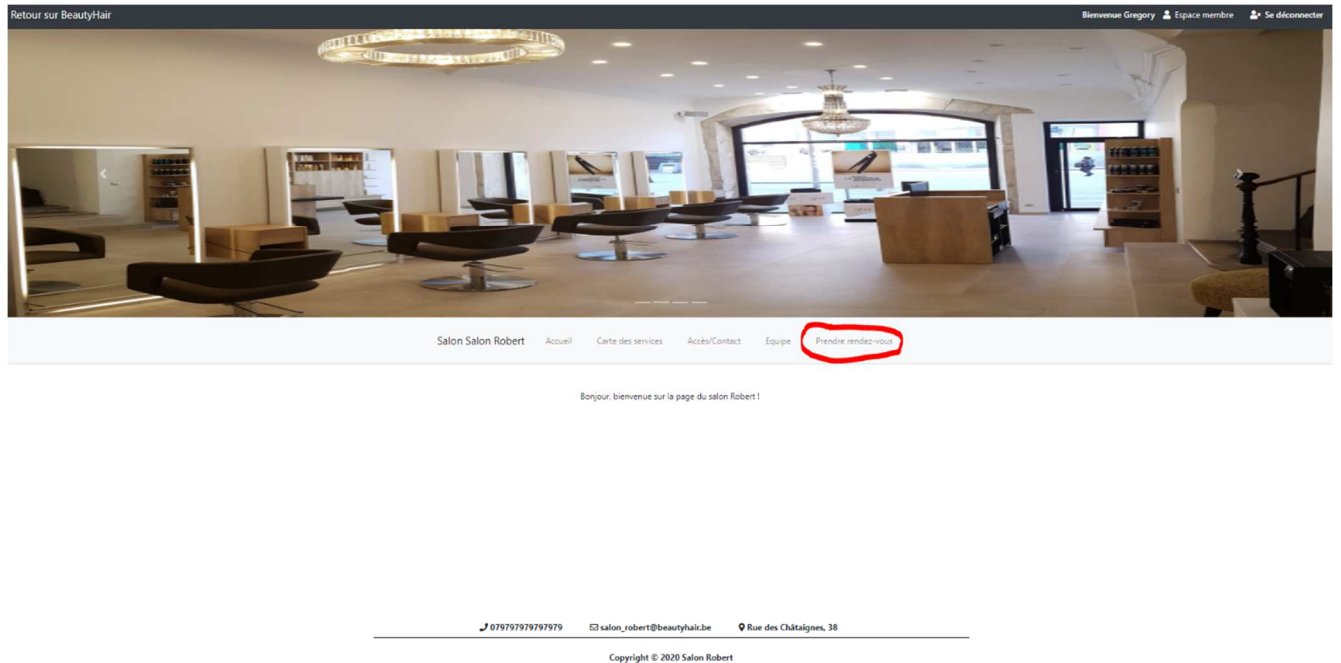 Retour sur BeautyHair
Bienvenue Gregory Espace membre Se déconnecter
Salon Salon Robert Accueil Carte des services Accès/Contact Equipe Prendre rendez-vous
Bonjour, bienvenue sur la page du salon Robert !
079797979797979 salon_robert@beautyhair.be Rue des Châtaignes, 38
Copyright © 2020 Salon Robert